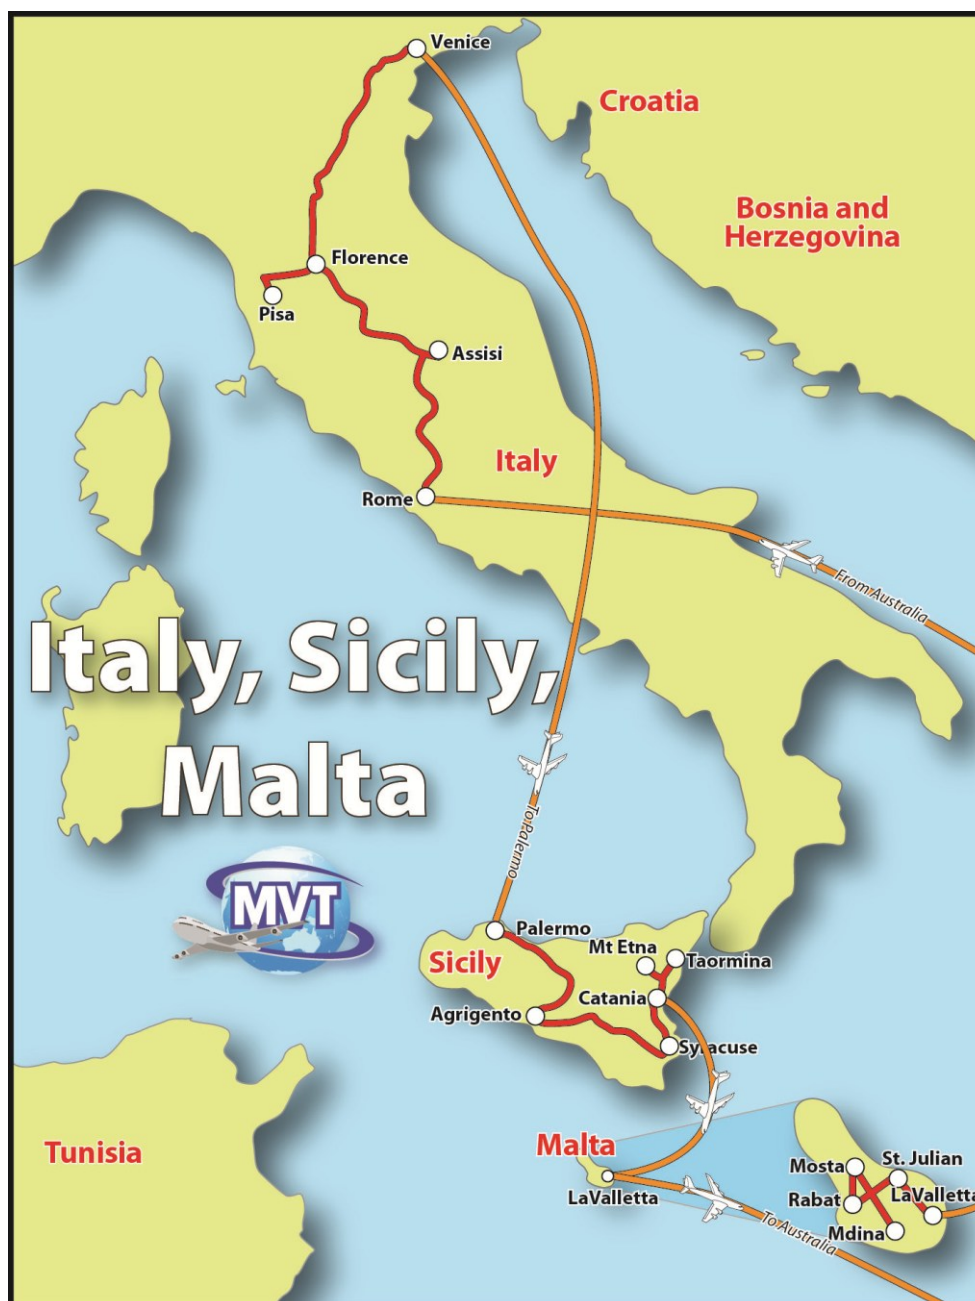 Venice
Croatia
Bosnia and
Herzegovina
Florence
Pisa
Assisi
Italy
Rome
From Australia
Italy, Sicily,
Malta
To Palermo
MVT
Palermo
Mt Etna
Sicily
Taormina
Catania
Agrigento
Syracuse
Tunisia
Malta
LaValletta
To Australia
St. Julian
Mosta
Rabat
LaValletta
Mdina